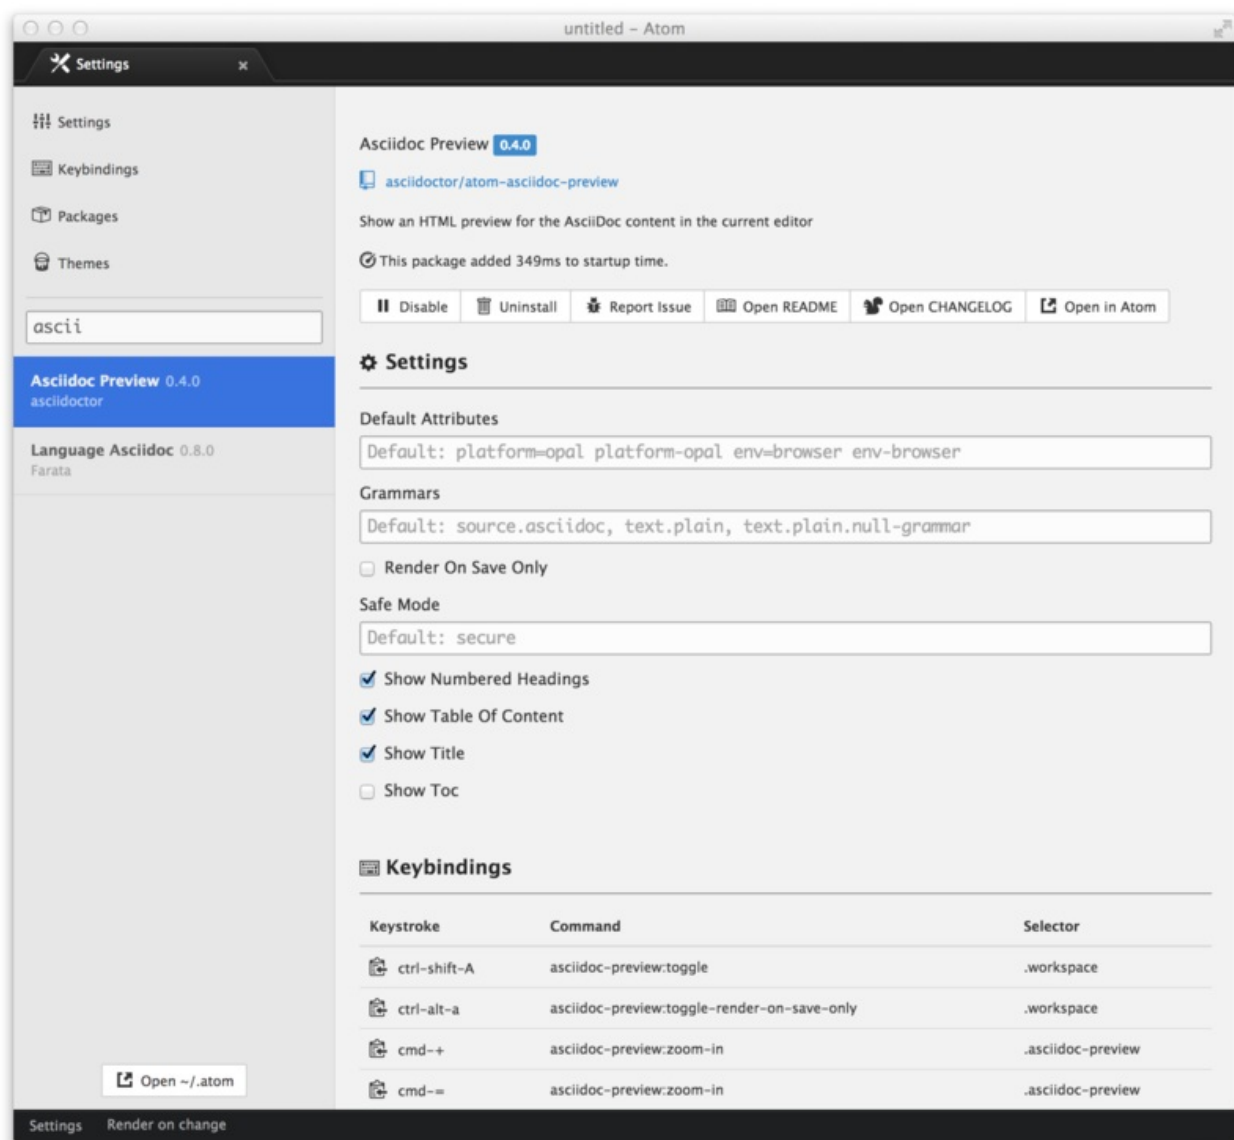 untitled – Atom
Settings
Settings
Keybindings
Packages
Themes
ascii
Asciidoc Preview 0.4.0
asciidoctor
Language Asciidoc 0.8.0
Farata
Open ~/.atom
Asciidoc Preview 0.4.0
asciidoctor/atom-asciidoc-preview
Show an HTML preview for the AsciiDoc content in the current editor
This package added 349ms to startup time.
Disable Uninstall Report Issue Open README Open CHANGELOG Open in Atom
Settings
Default Attributes
Default: platform=opal platform-opal env=browser env-browser
Grammars
Default: source.asciidoc, text.plain, text.plain.null-grammar
Render On Save Only
Safe Mode
Default: secure
Show Numbered Headings
Show Table Of Content
Show Title
Show Toc
Keybindings
Keystroke Command Selector
ctrl-shift-A asciidoc-preview:toggle .workspace
ctrl-alt-a asciidoc-preview:toggle-render-on-save-only .workspace
cmd-+ asciidoc-preview:zoom-in .asciidoc-preview
cmd-= asciidoc-preview:zoom-in .asciidoc-preview
Settings Render on change